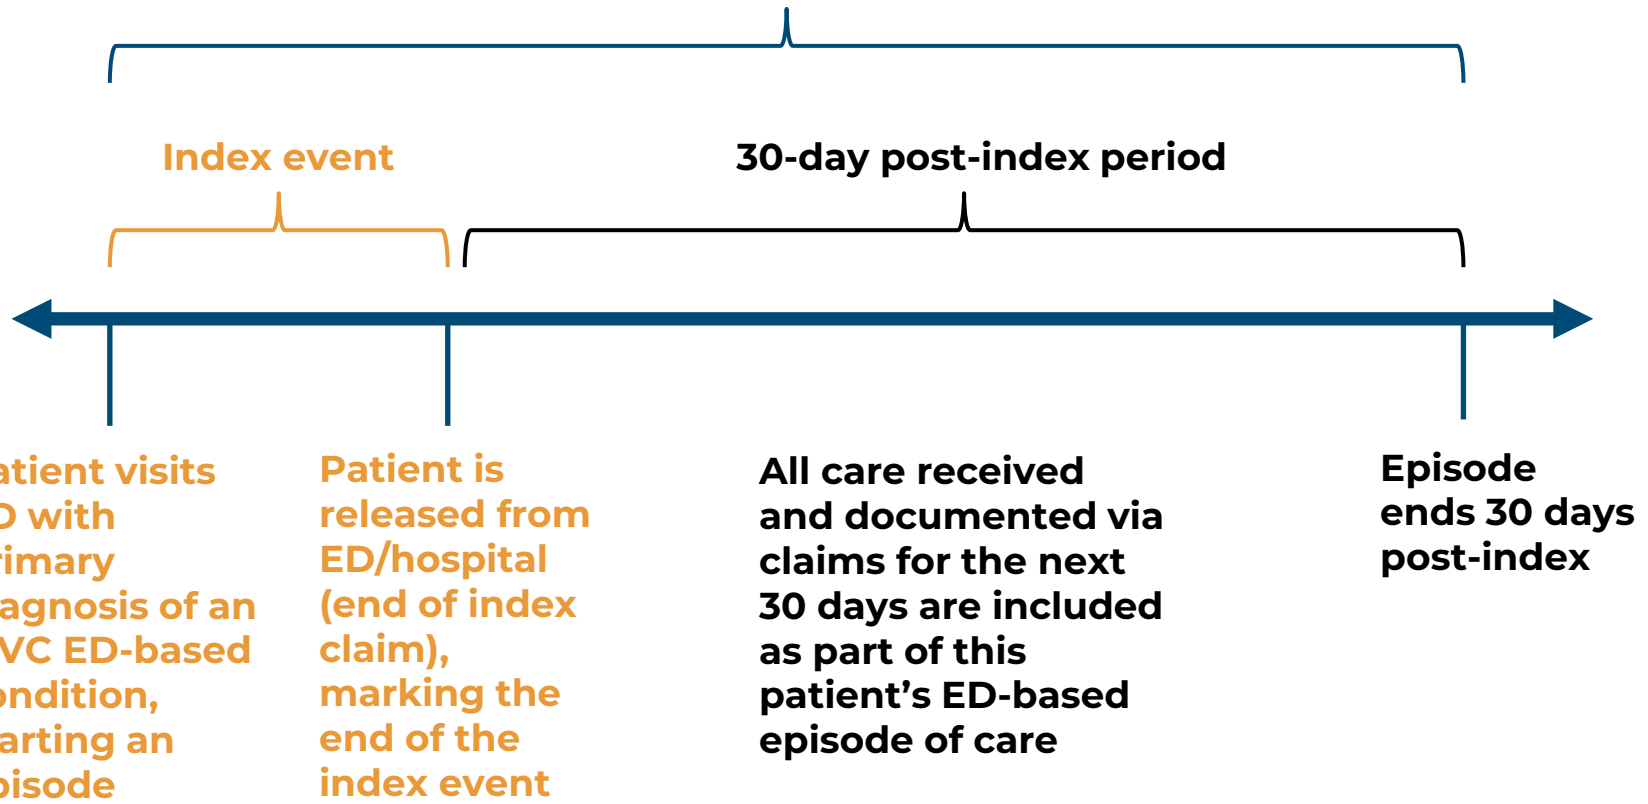 Index event
30-day post-index period
atient visits
D with
rimary
agnosis of an
VC ED-based
ondition,
arting an
pisode
Patient is
released from
ED/hospital
(end of index
claim),
marking the
end of the
index event
All care received
and documented via
claims for the next
30 days are included
as part of this
patient’s ED-based
episode of care
Episode
ends 30 days
post-index